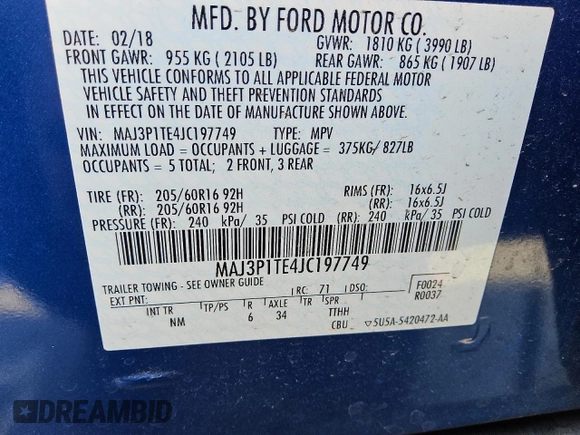 MFD. BY FORD MOTOR CO.
DATE: 02/18 GVWR: 1810 KG ( 3990 LB)
FRONT GAWR: 955 KG ( 2105 LB) REAR GAWR: 865 KG ( 1907 LB)
THIS VEHICLE CONFORMS TO ALL APPLICABLE FEDERAL MOTOR
VEHICLE SAFETY AND THEFT PREVENTION STANDARDS
IN EFFECT ON THE DATE OF MANUFACTURE SHOWN ABOVE.
VIN: MAJ3P1TE4JC197749 TYPE: MPV
MAXIMUM LOAD = OCCUPANTS + LUGGAGE = 375KG/ 827LB
OCCUPANTS = 5 TOTAL; 2 FRONT, 3 REAR
TIRE (FR): 205/60R16 92H RIMS (FR): 16x6.5J
(RR): 205/60R16 92H (RR): 16x6.5J
PRESSURE (FR): 240 kPa/ 35 PSI COLD (RR): 240 kPa/35 PSI COLD
MAJ3P1TE4JC197749
TRAILER TOWING - SEE OWNER GUIDE
EXT PNT: RC: 71 DSO: F0024
R0037
INT TR TP/PS R AXLE TR SPR
NM 6 34 TTHH
CBU ▽5U5A-5420472-AA
DREAMBID